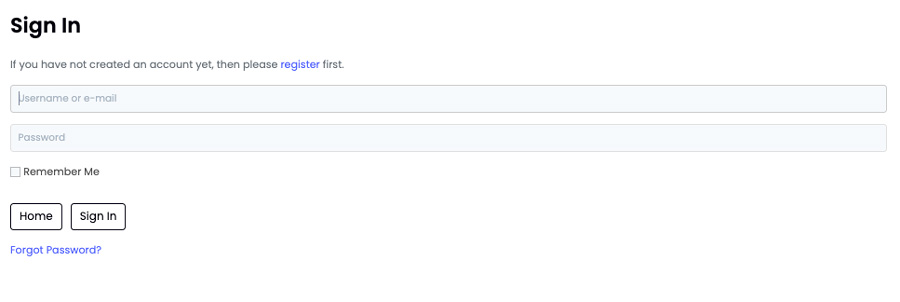 Sign In
If you have not created an account yet, then please register first.
Username or e-mail
Password
Remember Me
Home Sign In
Forgot Password?